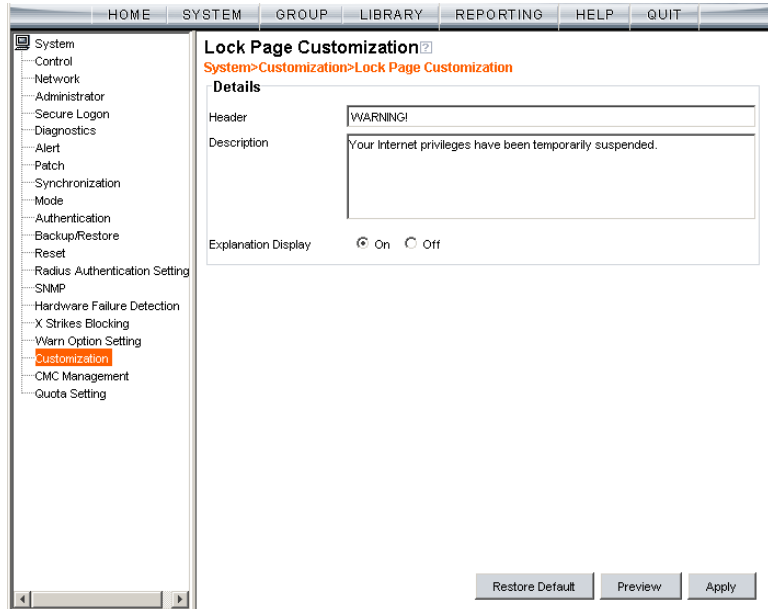 HOME SYSTEM GROUP LIBRARY REPORTING HELP QUIT
System
Control
Network
Administrator
Secure Logon
Diagnostics
Alert
Patch
Synchronization
Mode
Authentication
Backup/Restore
Reset
Radius Authentication Setting
SNMP
Hardware Failure Detection
X Strikes Blocking
Warn Option Setting
Customization
CMC Management
Quota Setting
Lock Page Customization?
System>Customization>Lock Page Customization
Details
Header WARNING!
Description Your Internet privileges have been temporarily suspended.
Explanation Display On Off
Restore Default Preview Apply